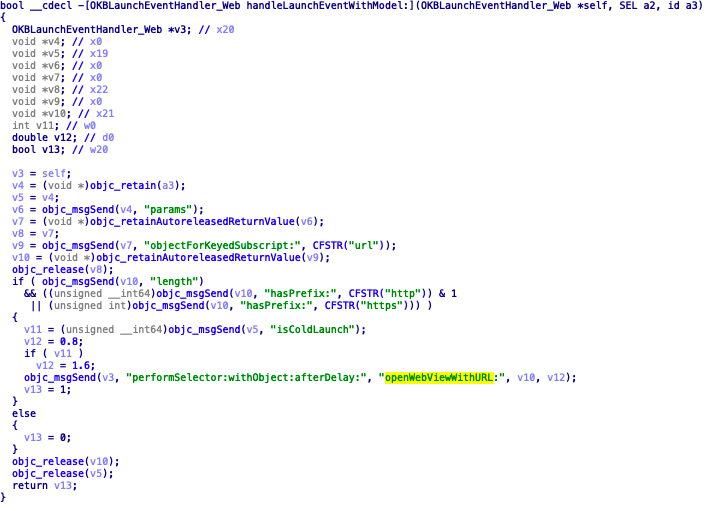 bool __cdecl -[OKBLaunchEventHandler_Web handleLaunchEventWithModel:](OKBLaunchEventHandler_Web *self, SEL a2, id a3)
{
  OKBLaunchEventHandler_Web *v3; // x20
  void *v4; // x0
  void *v5; // x19
  void *v6; // x0
  void *v7; // x0
  void *v8; // x22
  void *v9; // x0
  void *v10; // x21
  int v11; // w0
  double v12; // d0
  bool v13; // w20

  v3 = self;
  v4 = (void *)objc_retain(a3);
  v5 = v4;
  v6 = objc_msgSend(v4, "params");
  v7 = (void *)objc_retainAutoreleasedReturnValue(v6);
  v8 = v7;
  v9 = objc_msgSend(v7, "objectForKeyedSubscript:", CFSTR("url"));
  v10 = (void *)objc_retainAutoreleasedReturnValue(v9);
  objc_release(v8);
  if ( objc_msgSend(v10, "length")
    && ((unsigned __int64)objc_msgSend(v10, "hasPrefix:", CFSTR("http")) & 1
     || (unsigned int)objc_msgSend(v10, "hasPrefix:", CFSTR("https"))) )
  {
    v11 = (unsigned __int64)objc_msgSend(v5, "isColdLaunch");
    v12 = 0.8;
    if ( v11 )
      v12 = 1.6;
    objc_msgSend(v3, "performSelector:withObject:afterDelay:", "openWebViewWithURL:", v10, v12);
    v13 = 1;
  }
  else
  {
    v13 = 0;
  }
  objc_release(v10);
  objc_release(v5);
  return v13;
}